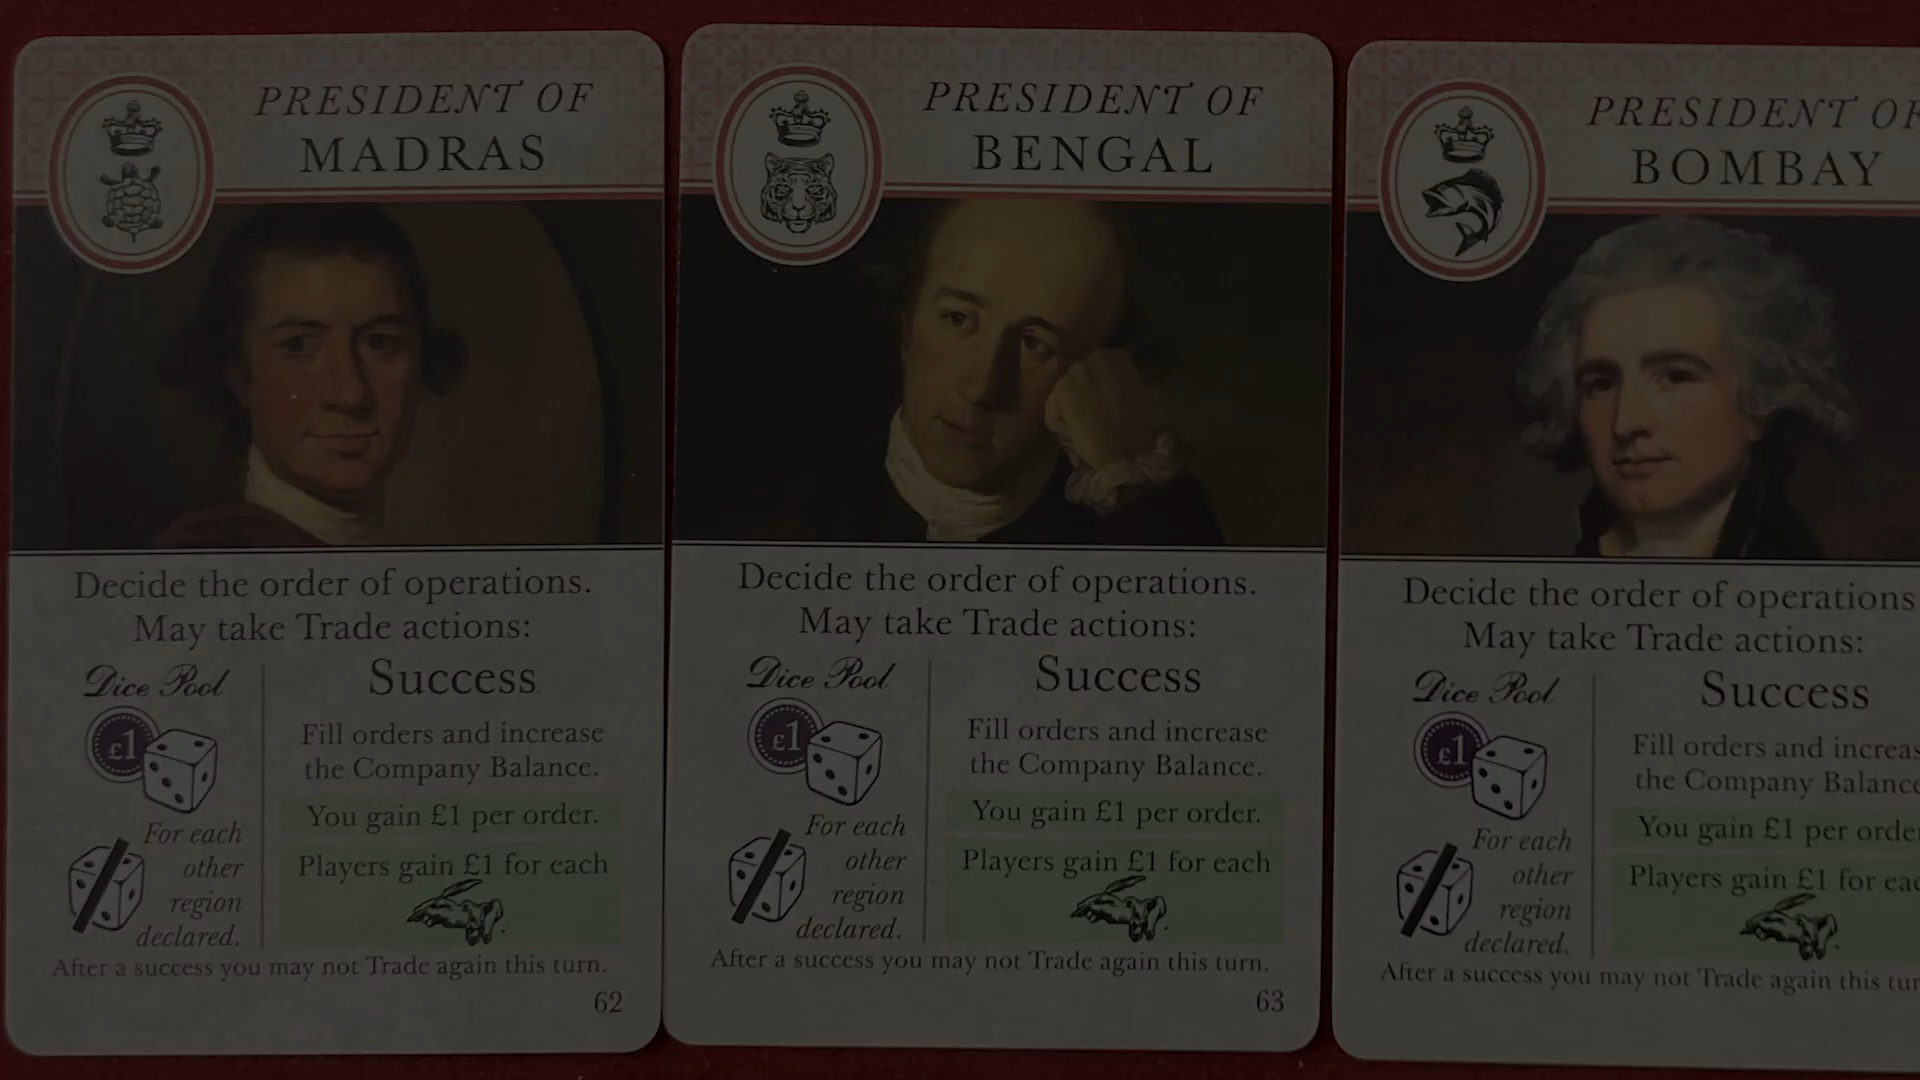 PRESIDENT OF
MADRAS
£1
Decide the order of operations.
May take Trade actions:
Dice Pool
£1
For each
other
region
declared.
Success
Fill orders and increase
the Company Balance.
You gain £1 per order.
Players gain £1 for each
After a success you may not Trade again this turn.
62
PRESIDENT OF
BENGAL
Decide the order of operations.
May take Trade actions:
Dice Pool
£1
For each
other
region
declared.
Success
Fill orders and increase
the Company Balance.
You gain £1 per order.
Players gain £1 for each
After a success you may not Trade again this turn.
63
PRESIDENT OF
BOMBAY
Decide the order of operations
May take Trade actions:
Dice Pool
£1
For each
other
region
declared.
Success
Fill orders and increas
the Company Balance
You gain £1 per orde
Players gain £1 for eac
After a success you may not Trade again this tur